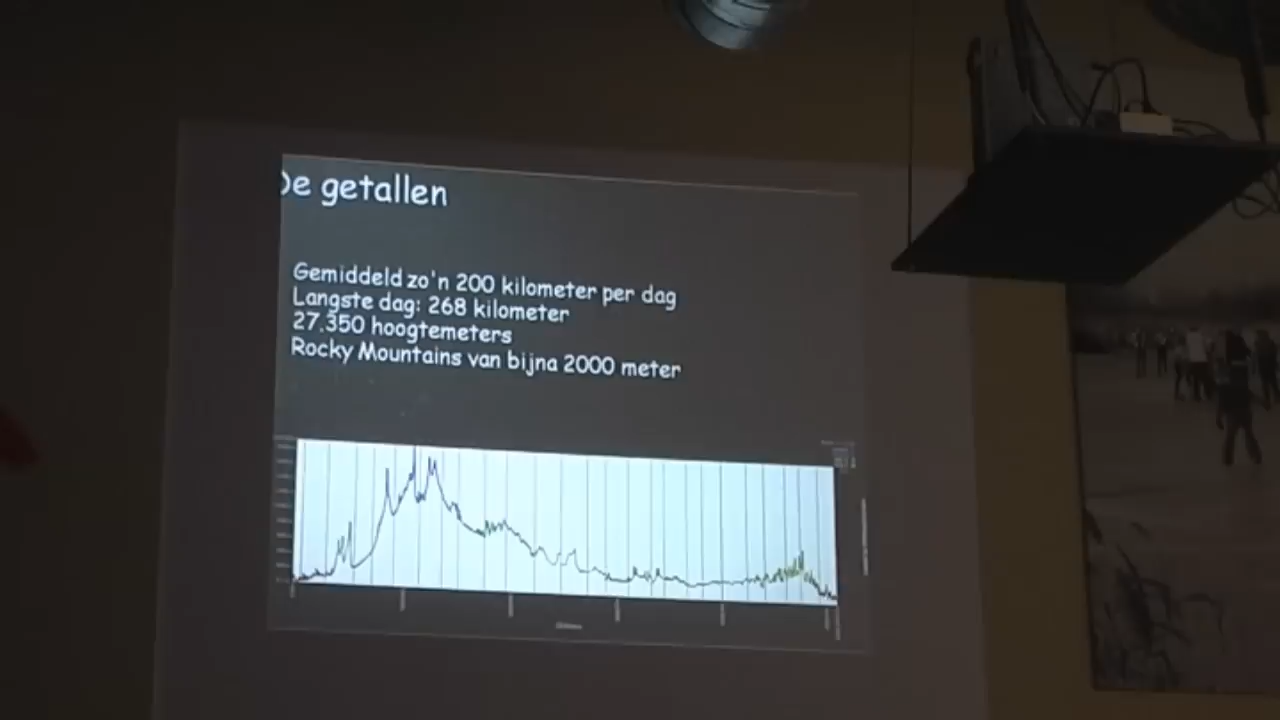 De getallen
Gemiddeld zo'n 200 kilometer per dag
Langste dag: 268 kilometer
27.350 hoogtemeters
Rocky Mountains van bijna 2000 meter